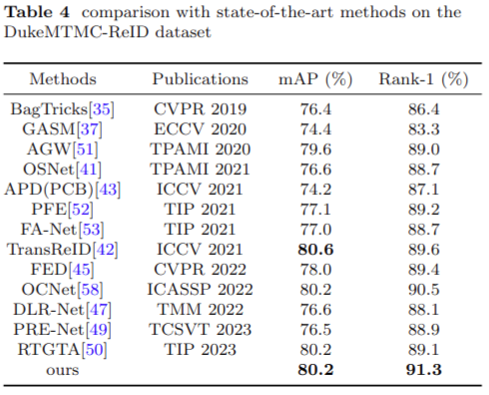 Table 4 comparison with state-of-the-art methods on the
DukeMTMC-ReID dataset
Methods Publications mAP (%) Rank-1 (%)
BagTricks[35] CVPR 2019 76.4 86.4
GASM[37] ECCV 2020 74.4 83.3
AGW[51] TPAMI 2020 79.6 89.0
OSNet[41] TPAMI 2021 76.6 88.7
APD(PCB)[43] ICCV 2021 74.2 87.1
PFE[52] TIP 2021 77.1 89.2
FA-Net[53] TIP 2021 77.0 88.7
TransReID[42] ICCV 2021 80.6 89.6
FED[45] CVPR 2022 78.0 89.4
OCNet[58] ICASSP 2022 80.2 90.5
DLR-Net[47] TMM 2022 76.6 88.1
PRE-Net[49] TCSVT 2023 76.5 88.9
RTGTA[50] TIP 2023 80.2 89.1
ours 80.2 91.3